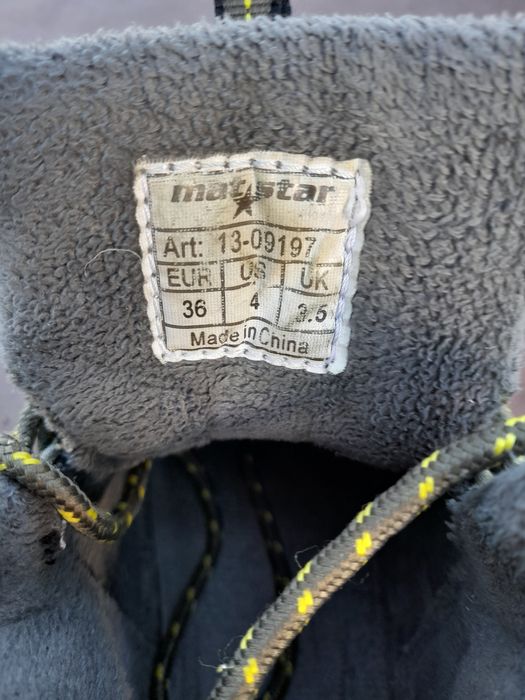 mat star
Art: 13-09197
EUR US UK
36 4 3.5
Made in China